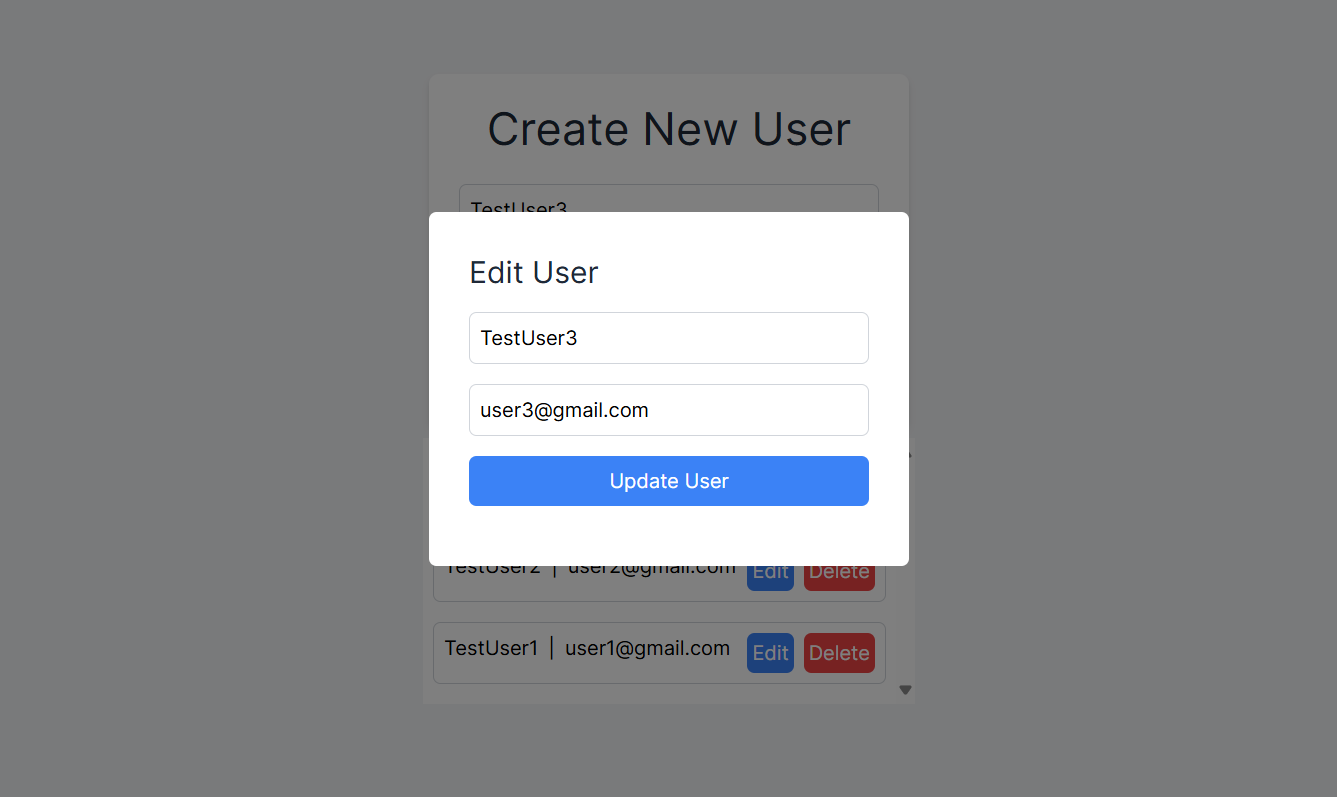 Create New User
TestUser3
Edit User
TestUser3
user3@gmail.com
Update User
TestUser2 | user2@gmail.com Edit Delete
TestUser1 | user1@gmail.com Edit Delete